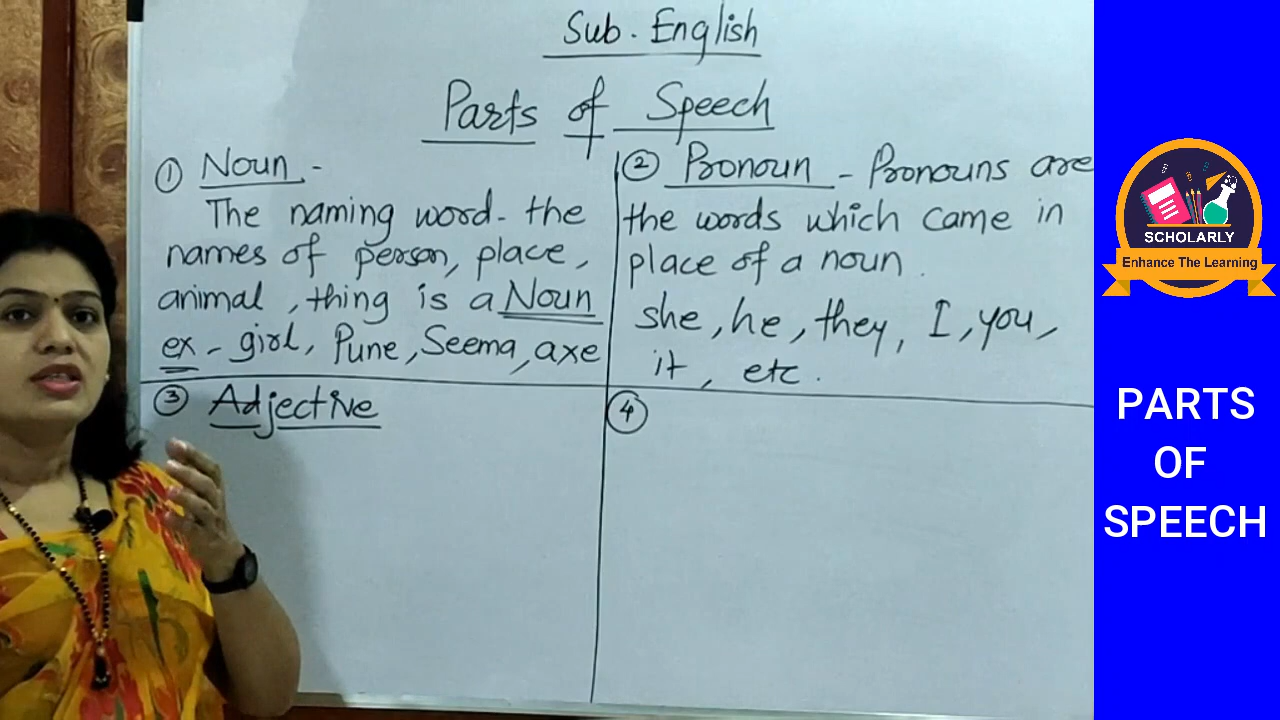 Sub. English
Parts of Speech
① Noun -
The naming word - the
names of person, place,
animal, thing is a Noun
ex - girl, Pune, Seema, axe
② Pronoun - Pronouns are
the words which came in
place of a noun.
she, he, they, I, you,
it, etc.
③ Adjective
④
SCHOLARLY
Enhance The Learning
PARTS
OF
SPEECH